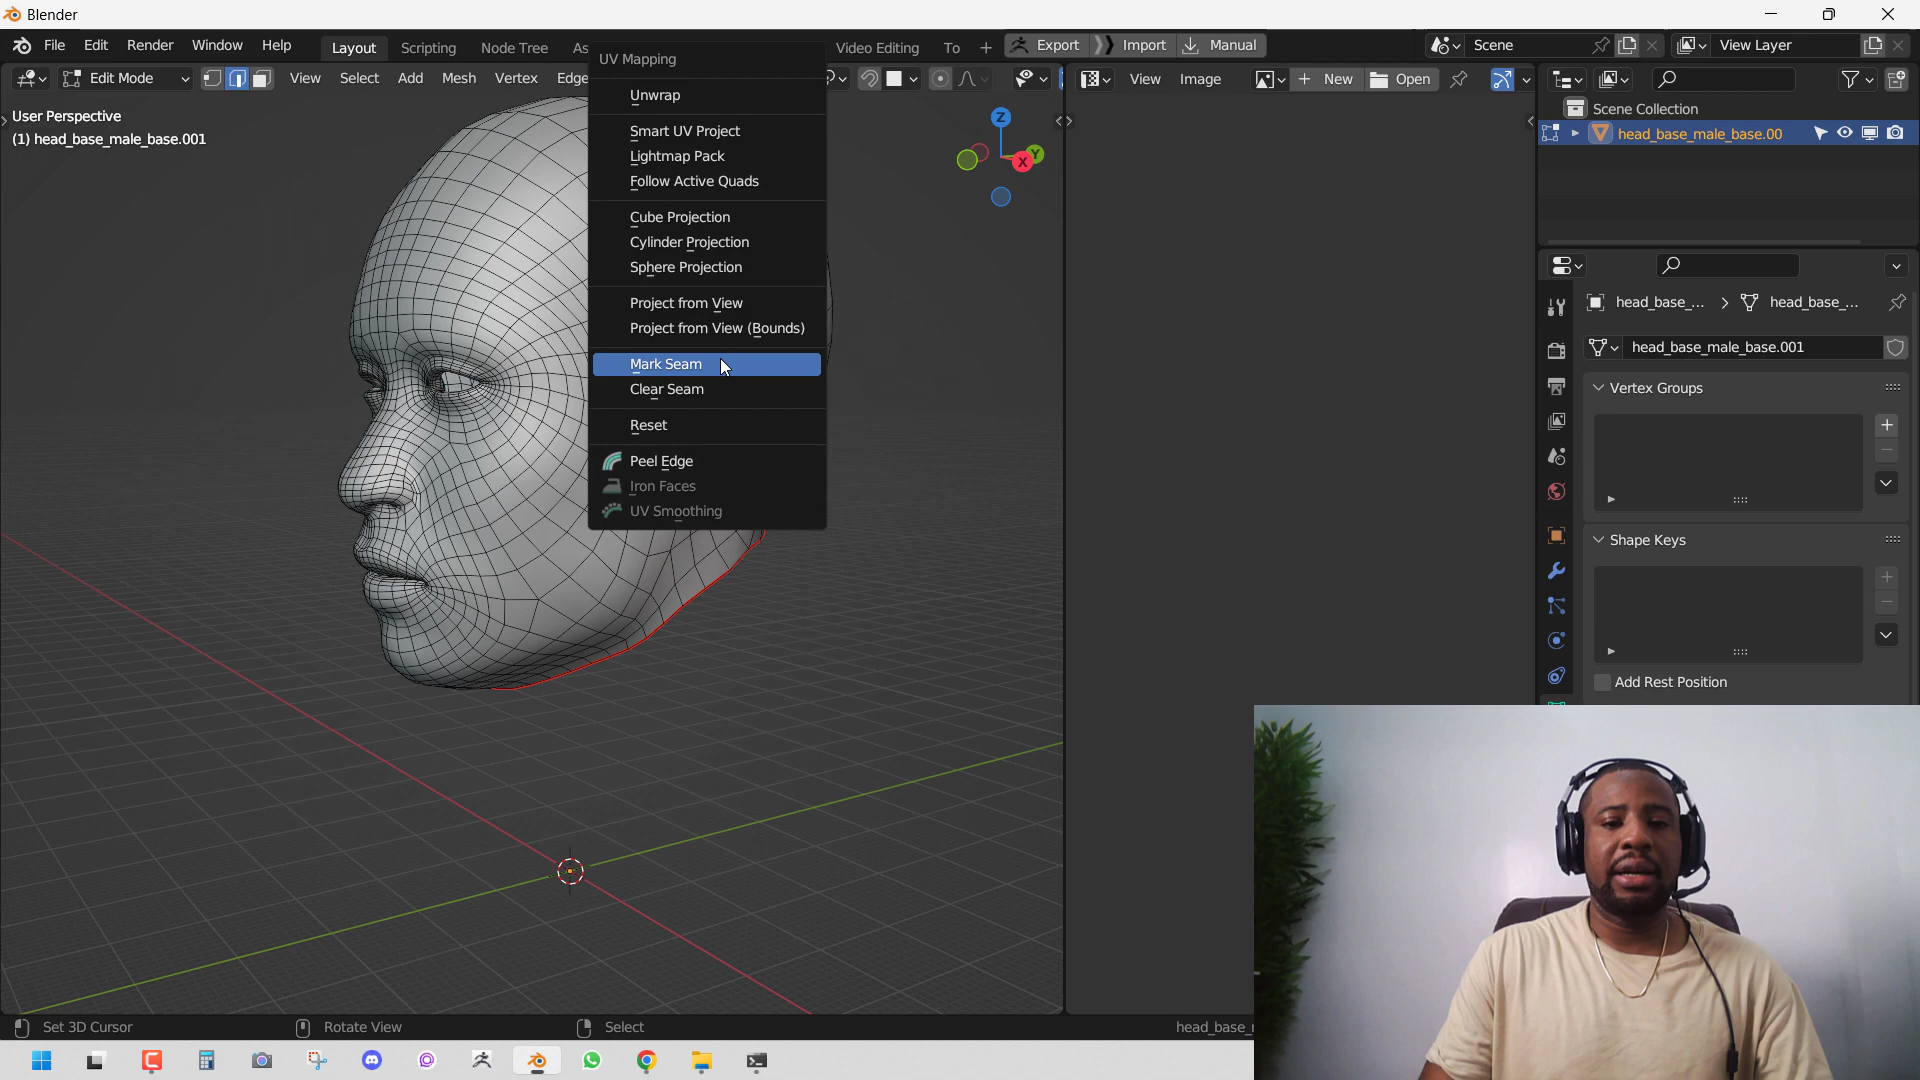 Blender
File Edit Render Window Help
Layout Scripting Node Tree As
Video Editing To
Export Import Manual
Scene
View Layer
Edit Mode
View Select Add Mesh Vertex Edge
View Image
New Open
User Perspective
(1) head_base_male_base.001
Z
X
Y
UV Mapping
Unwrap
Smart UV Project
Lightmap Pack
Follow Active Quads
Cube Projection
Cylinder Projection
Sphere Projection
Project from View
Project from View (Bounds)
Mark Seam
Clear Seam
Reset
Peel Edge
Iron Faces
UV Smoothing
Scene Collection
head_base_male_base.00
head_base_... head_base_...
head_base_male_base.001
Vertex Groups
Shape Keys
Add Rest Position
Set 3D Cursor
Rotate View
Select